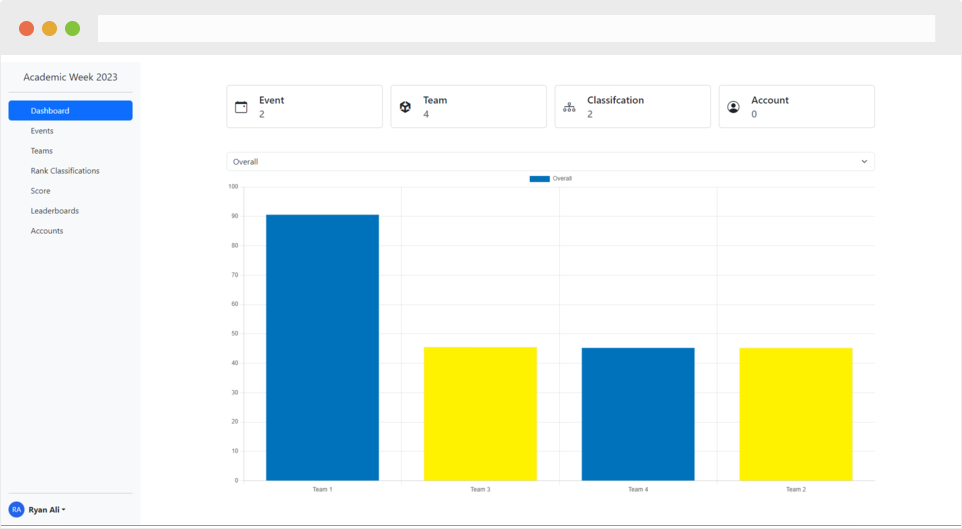 Academic Week 2023
Dashboard
Events
Teams
Rank Classifications
Score
Leaderboards
Accounts
RA Ryan Ali
Event
2
Team
4
Classifcation
2
Account
0
Overall
Overall
100
90
80
70
60
50
40
30
20
10
0
Team 1
Team 3
Team 4
Team 2